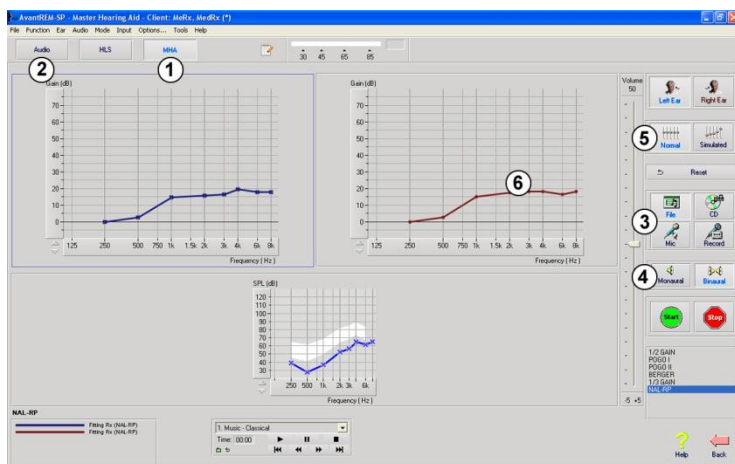 AvantREM-SP - Master Hearing Aid - Client: MeRx, MedRx (*)
File Function Ear Audio Mode Input Options... Tools Help
Audio HLS MHA
30 45 65 85
2 1
Gain (dB)
70
60
50
40
30
20
10
0
125 250 500 750 1k 1.5k 2k 3k 4k 6k 8k
Frequency ( Hz )
Gain (dB)
70
60
50
40
30
20
10
0
6
125 250 500 750 1k 1.5k 2k 3k 4k 6k 8k
Frequency ( Hz )
SPL (dB)
120
110
100
90
80
70
60
50
40
30
250 500 1k 2k 3k 4k 6k
Frequency ( Hz )
Volume
50
-5 +5
Left Ear Right Ear
5
Normal Simulated
Reset
3
File CD
Mic Record
4
Monaural Binaural
Start Stop
1/2 GAIN
POGO I
POGO II
BERGER
1/3 GAIN
NAL-RP
Help Back
NAL-RP
Fitting Rx (NAL-RP)
Fitting Rx (NAL-RP)
1. Music - Classical
Time: 00:00